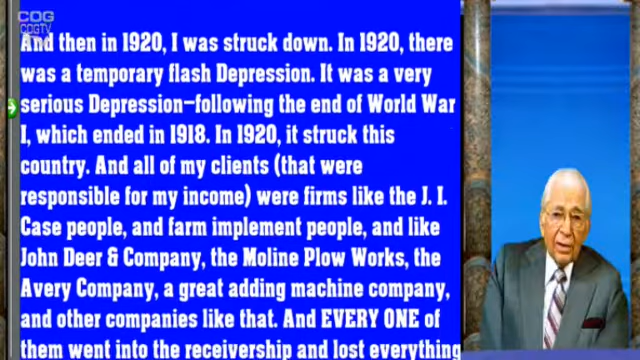 COG
COGTV
And then in 1920, I was struck down. In 1920, there
was a temporary flash Depression. It was a very
serious Depression—following the end of World War
I, which ended in 1918. In 1920, it struck this
country. And all of my clients (that were
responsible for my income) were firms like the J. I.
Case people, and farm implement people, and like
John Deer & Company, the Moline Plow Works, the
Avery Company, a great adding machine company,
and other companies like that. And EVERY ONE of
them went into the receivership and lost everything